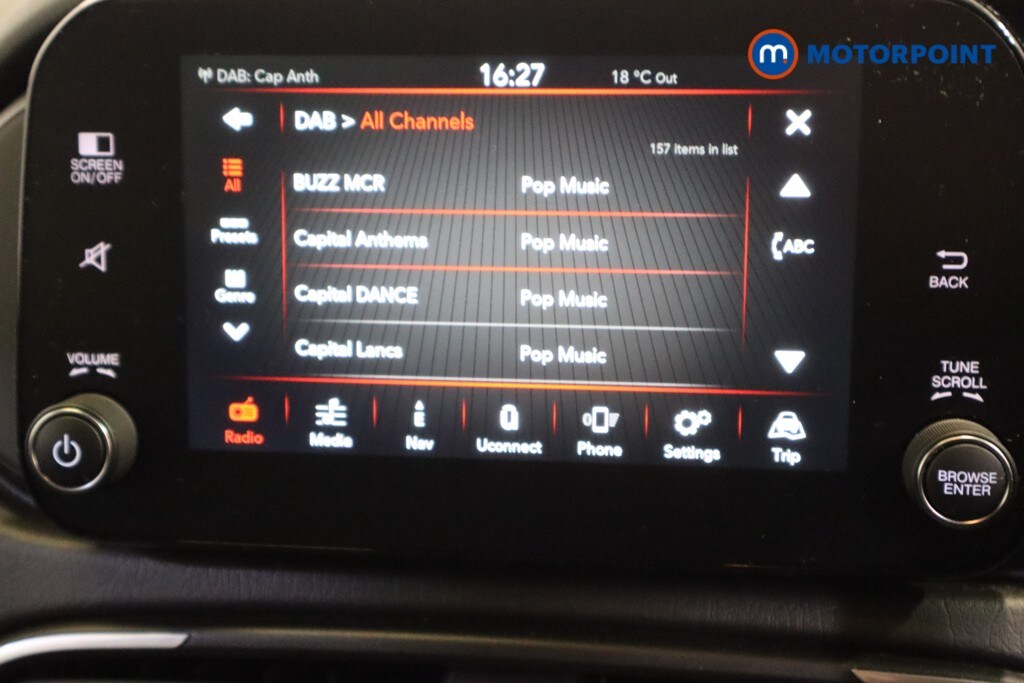 m MOTORPOINT
DAB: Cap Anth 16:27 18 °C Out
DAB > All Channels
157 items in list
SCREEN
ON/OFF
All
BUZZ MCR Pop Music
Presets
Capital Anthems Pop Music
ABC
BACK
Genre
Capital DANCE Pop Music
Capital Lancs Pop Music
VOLUME
TUNE
SCROLL
Radio Media Nav Uconnect Phone Settings Trip
BROWSE
ENTER